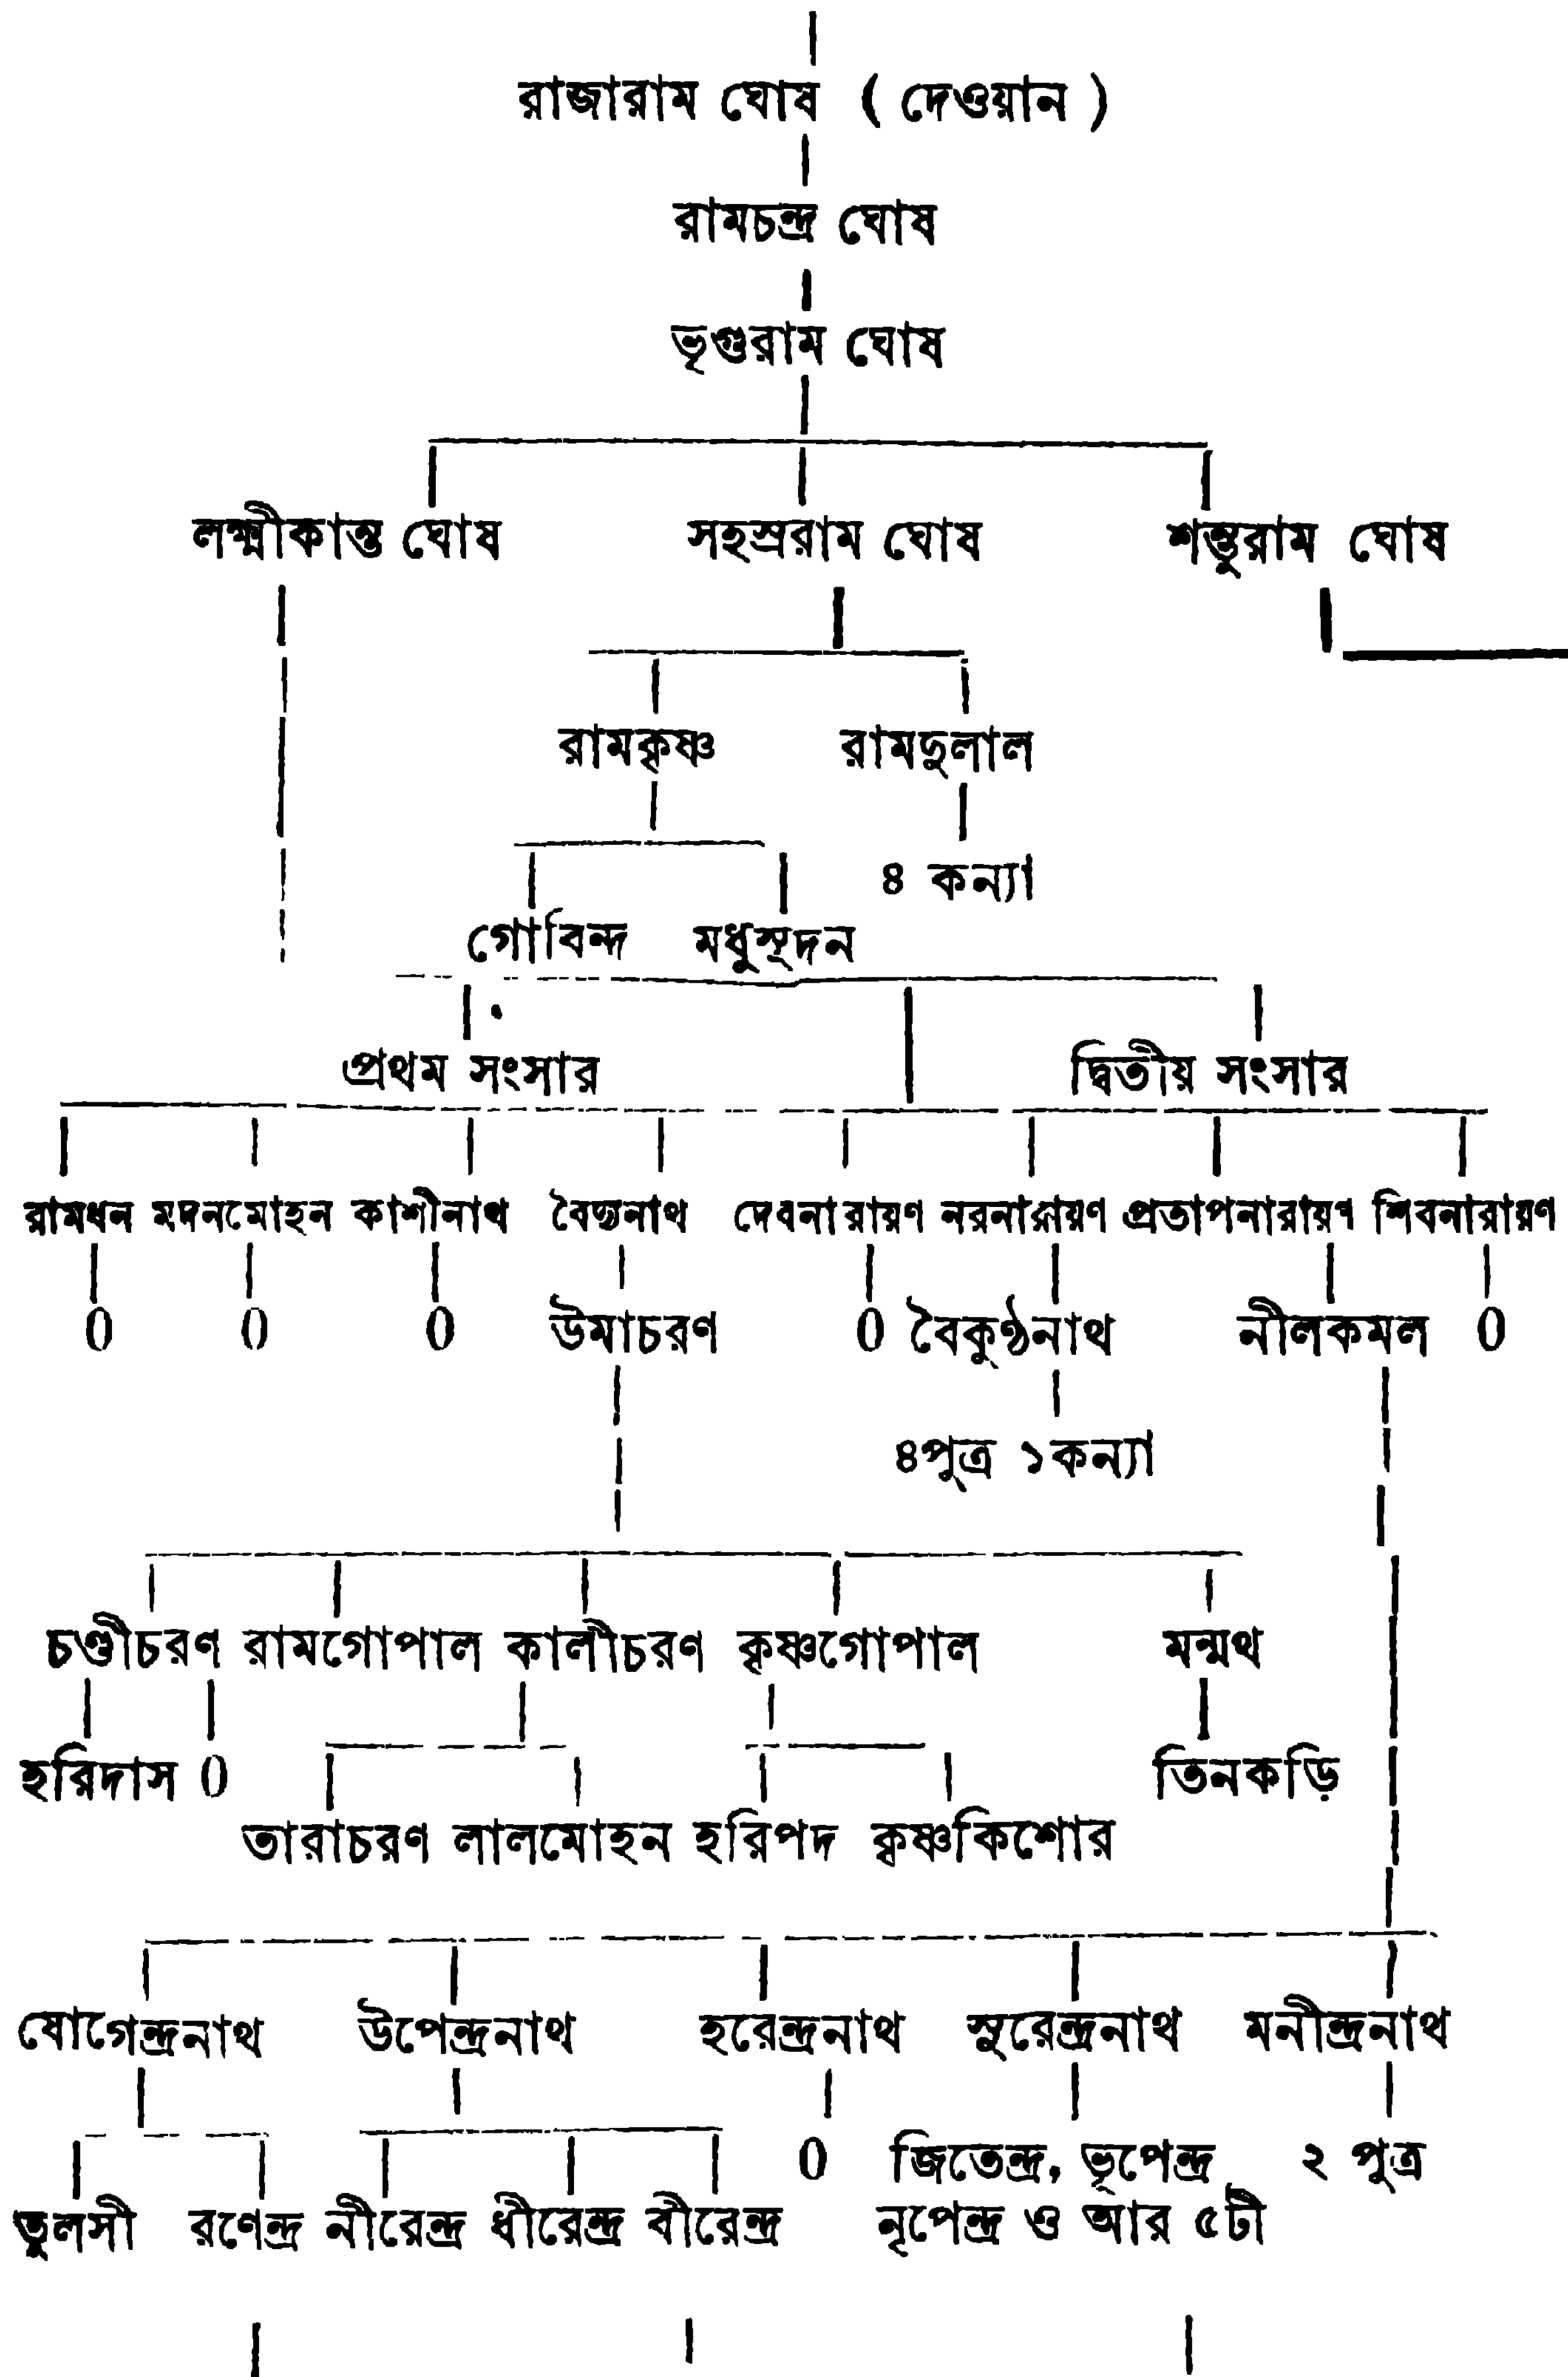 রাজারাম ঘোষ ( দেওয়ান )
রামচন্দ্র ঘোষ
ভৃগুরাম ঘোষ
লক্ষ্মীকান্ত ঘোষ সহস্ররাম ঘোষ শম্ভুরাম ঘোষ
রামকৃষ্ণ রামদুলাল
৪ কন্যা
গোবিন্দ মধুসূদন
প্রথম সংসার দ্বিতীয় সংসার
রামধন মদনমোহন কাশীনাথ বৈদ্যনাথ দেবনারায়ণ নরনারায়ণ প্রতাপনারায়ণ শিবনারায়ণ
0 0 0 উমাচরণ 0 বৈকুণ্ঠনাথ নীলকমল 0
৪পুত্র ১কন্যা
চণ্ডীচরণ রামগোপাল কালীচরণ কৃষ্ণগোপাল মন্মথ
হরিদাস 0 তিনকড়ি
তারাচরণ লালমোহন হরিপদ কৃষ্ণকিশোর
যোগেন্দ্রনাথ উপেন্দ্রনাথ হরেন্দ্রনাথ সুরেন্দ্রনাথ মনীন্দ্রনাথ
0 জিতেন্দ্র, ভূপেন্দ্র ২ পুত্র
তুলসী রণেন্দ্র নীরেন্দ্র ধীরেন্দ্র বীরেন্দ্র নৃপেন্দ্র ও আর ৫টী